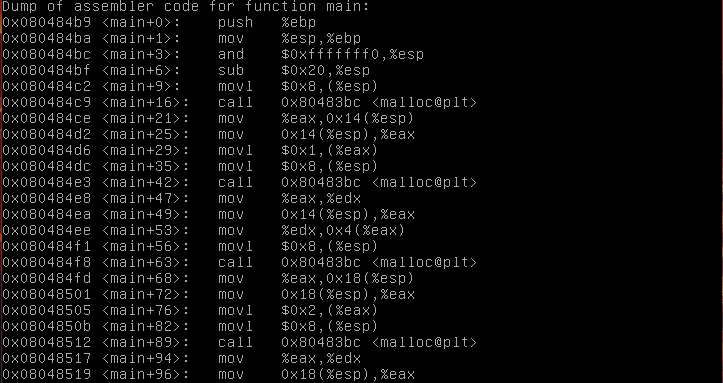 Dump of assembler code for function main:
0x080484b9 <main+0>:    push   %ebp
0x080484ba <main+1>:    mov    %esp,%ebp
0x080484bc <main+3>:    and    $0xfffffff0,%esp
0x080484bf <main+6>:    sub    $0x20,%esp
0x080484c2 <main+9>:    movl   $0x8,(%esp)
0x080484c9 <main+16>:   call   0x80483bc <malloc@plt>
0x080484ce <main+21>:   mov    %eax,0x14(%esp)
0x080484d2 <main+25>:   mov    0x14(%esp),%eax
0x080484d6 <main+29>:   movl   $0x1,(%eax)
0x080484dc <main+35>:   movl   $0x8,(%esp)
0x080484e3 <main+42>:   call   0x80483bc <malloc@plt>
0x080484e8 <main+47>:   mov    %eax,%edx
0x080484ea <main+49>:   mov    0x14(%esp),%eax
0x080484ee <main+53>:   mov    %edx,0x4(%eax)
0x080484f1 <main+56>:   movl   $0x8,(%esp)
0x080484f8 <main+63>:   call   0x80483bc <malloc@plt>
0x080484fd <main+68>:   mov    %eax,0x18(%esp)
0x08048501 <main+72>:   mov    0x18(%esp),%eax
0x08048505 <main+76>:   movl   $0x2,(%eax)
0x0804850b <main+82>:   movl   $0x8,(%esp)
0x08048512 <main+89>:   call   0x80483bc <malloc@plt>
0x08048517 <main+94>:   mov    %eax,%edx
0x08048519 <main+96>:   mov    0x18(%esp),%eax